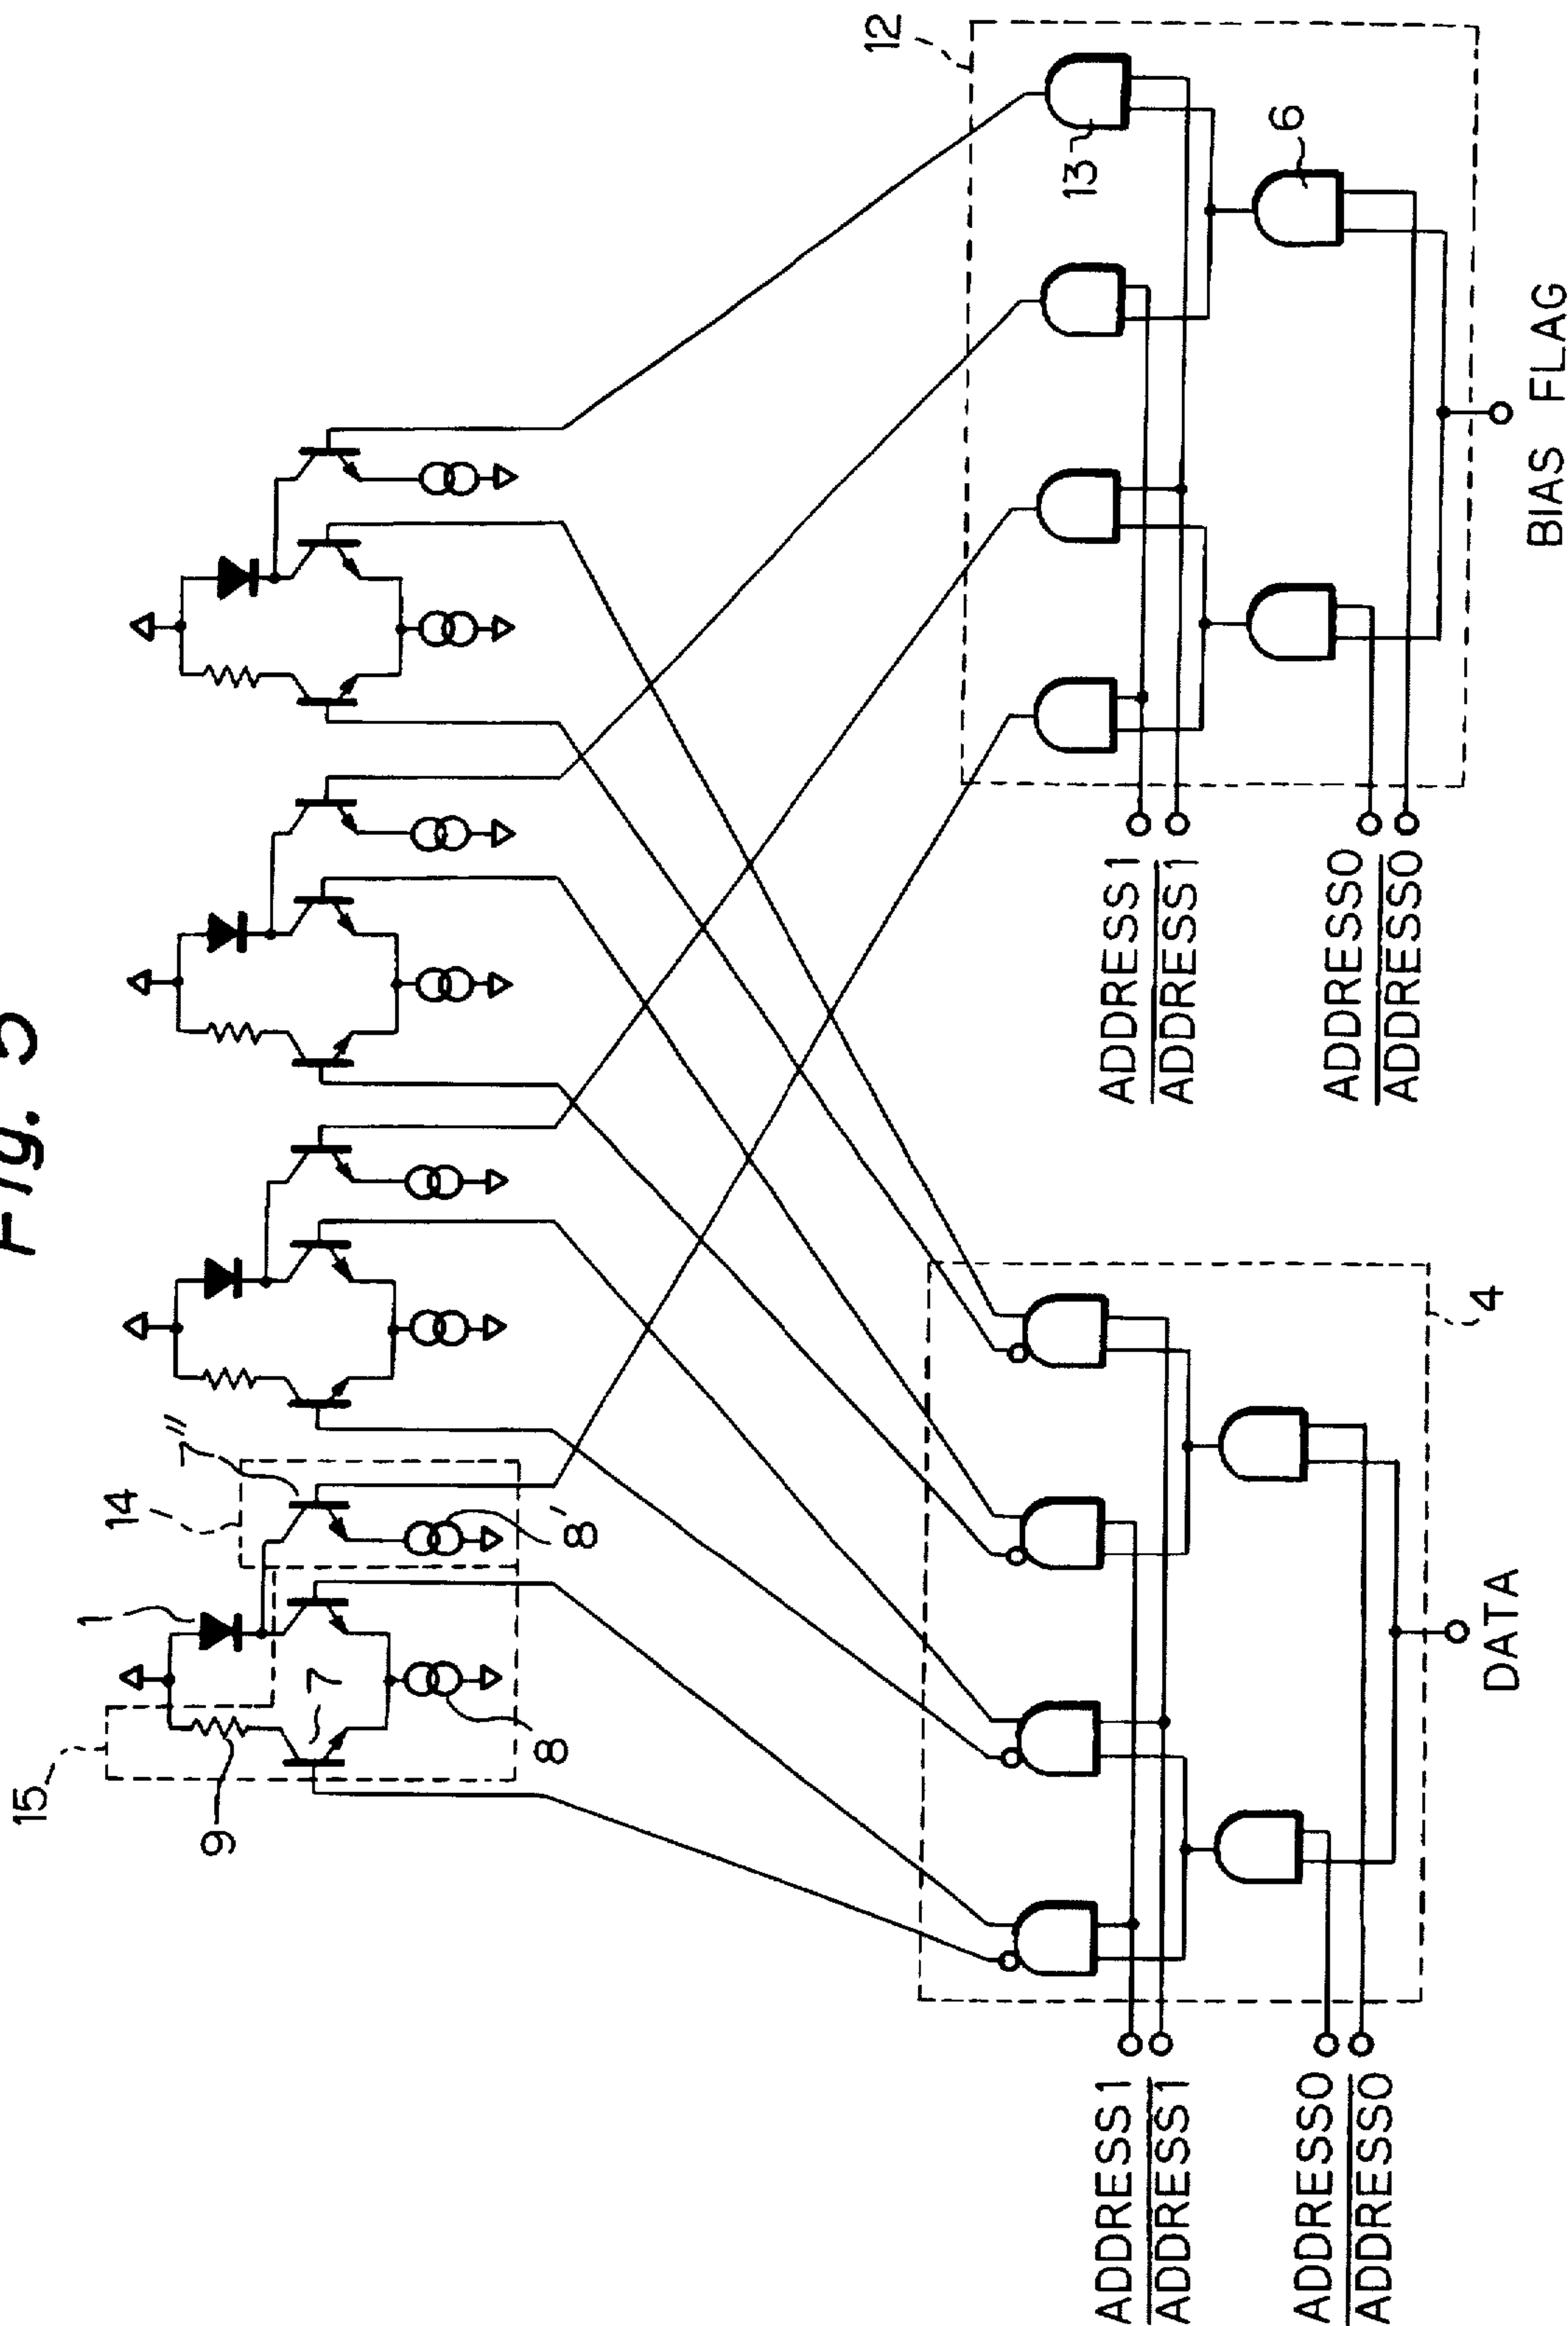 Fig. 5
15
9
1
7
8
14
7"
8'
12
13
6
ADDRESS1
ADDRESS1
ADDRESS0
ADDRESS0
DATA
4
ADDRESS1
ADDRESS1
ADDRESS0
ADDRESS0
BIAS FLAG